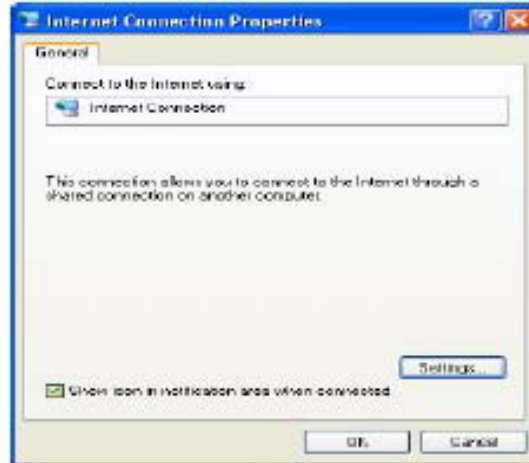 Internet Connection Properties
General
Connect to the Internet using:
Internet Connection
This connection allows you to connect to the Internet through a
shared connection on another computer.
Settings...
Show icon in notification area when connected
OK
Cancel